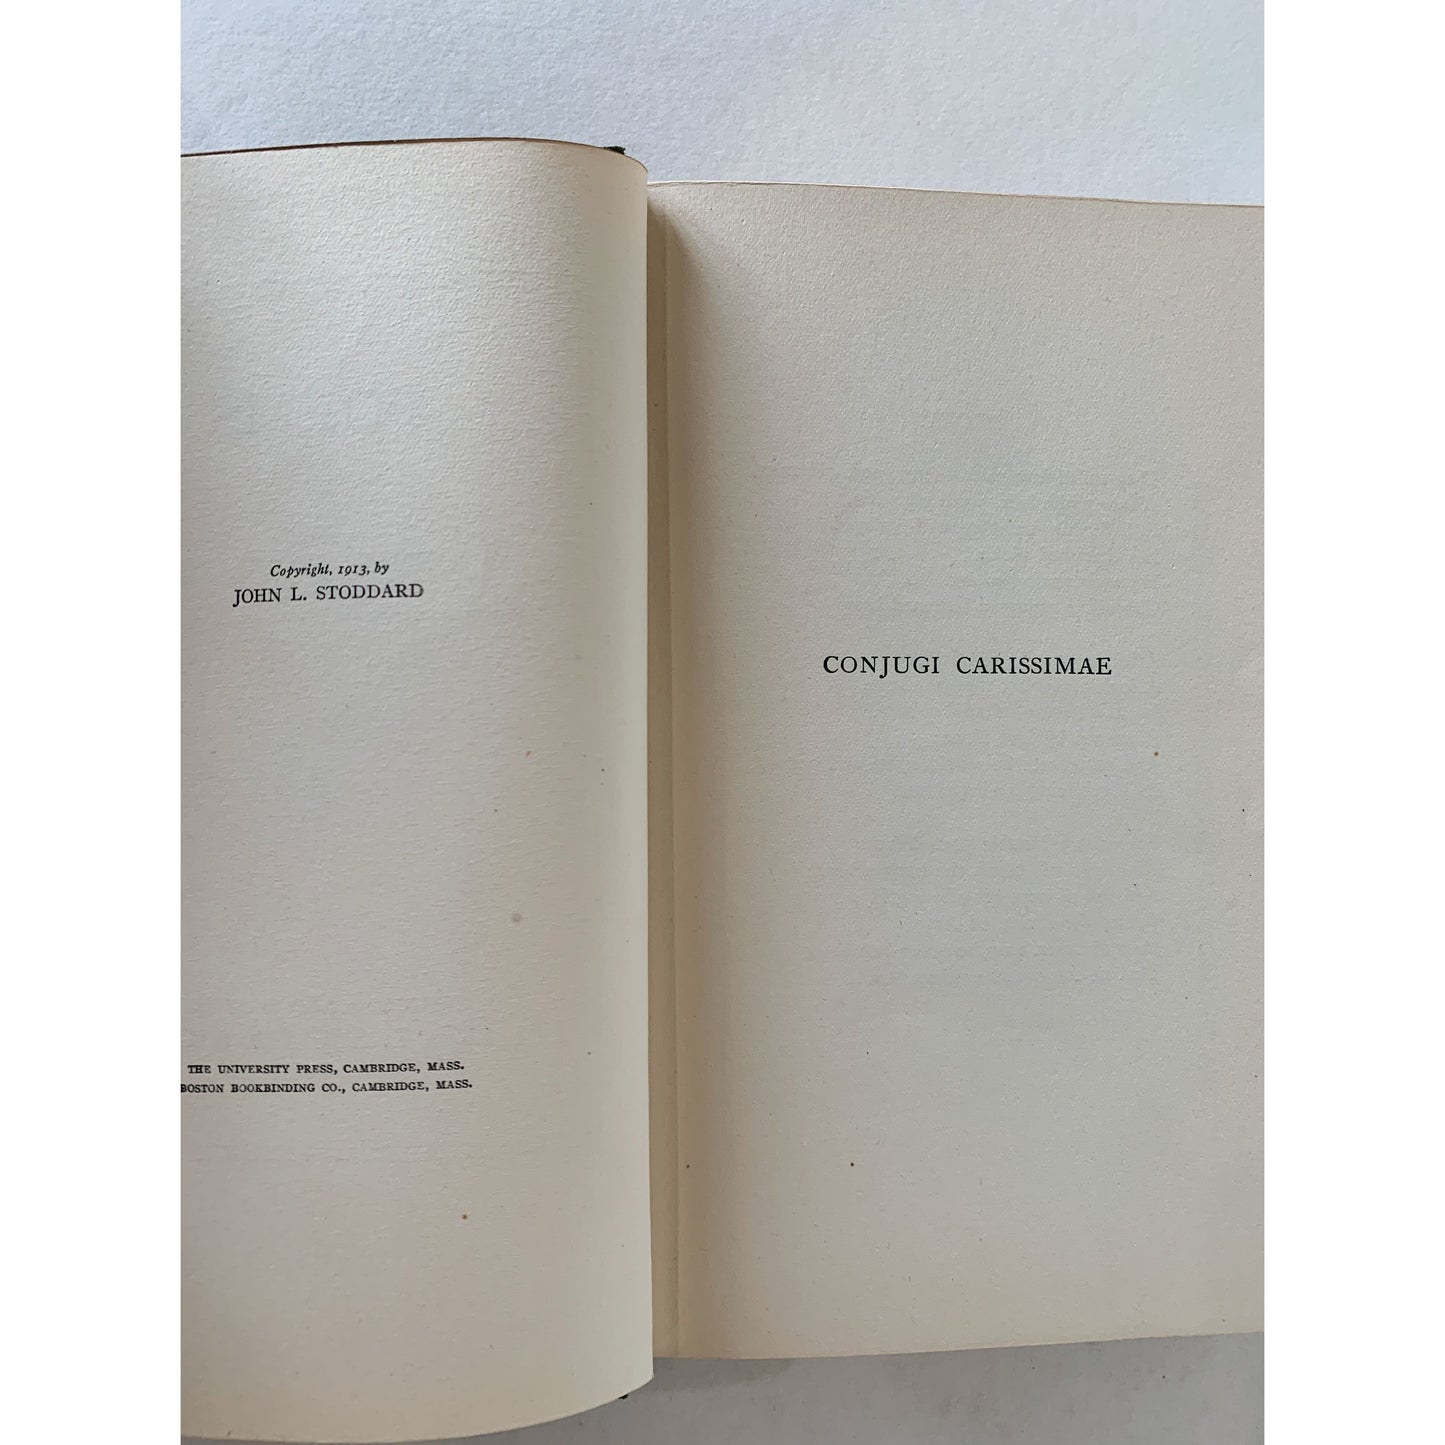 Copyright, 1913, by
JOHN L. STODDARD
THE UNIVERSITY PRESS, CAMBRIDGE, MASS.
BOSTON BOOKBINDING CO., CAMBRIDGE, MASS.
CONJUGI CARISSIMAE